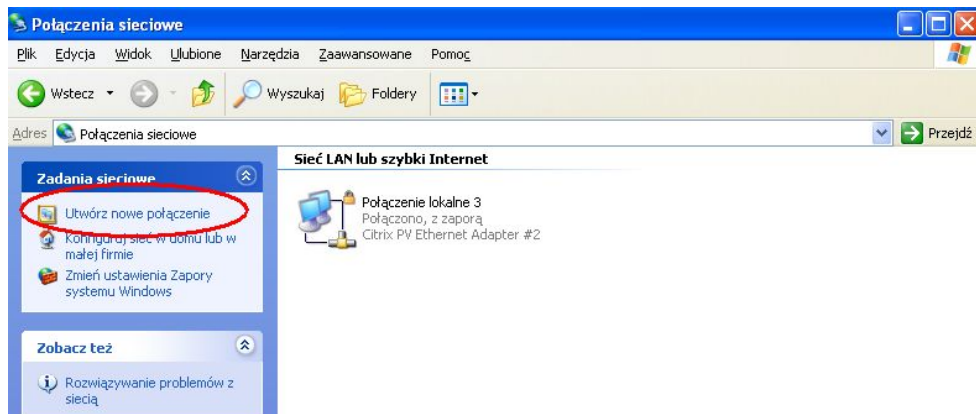 Połączenia sieciowe
Plik Edycja Widok Ulubione Narzędzia Zaawansowane Pomoc
Wstecz Wyszukaj Foldery
Adres Połączenia sieciowe Przejdź
Sieć LAN lub szybki Internet
Zadania sieciowe
Utwórz nowe połączenie
Konfiguruj sieć w domu lub w
małej firmie
Zmień ustawienia Zapory
systemu Windows
Połączenie lokalne 3
Połączono, z zaporą
Citrix PV Ethernet Adapter #2
Zobacz też
Rozwiązywanie problemów z
siecią